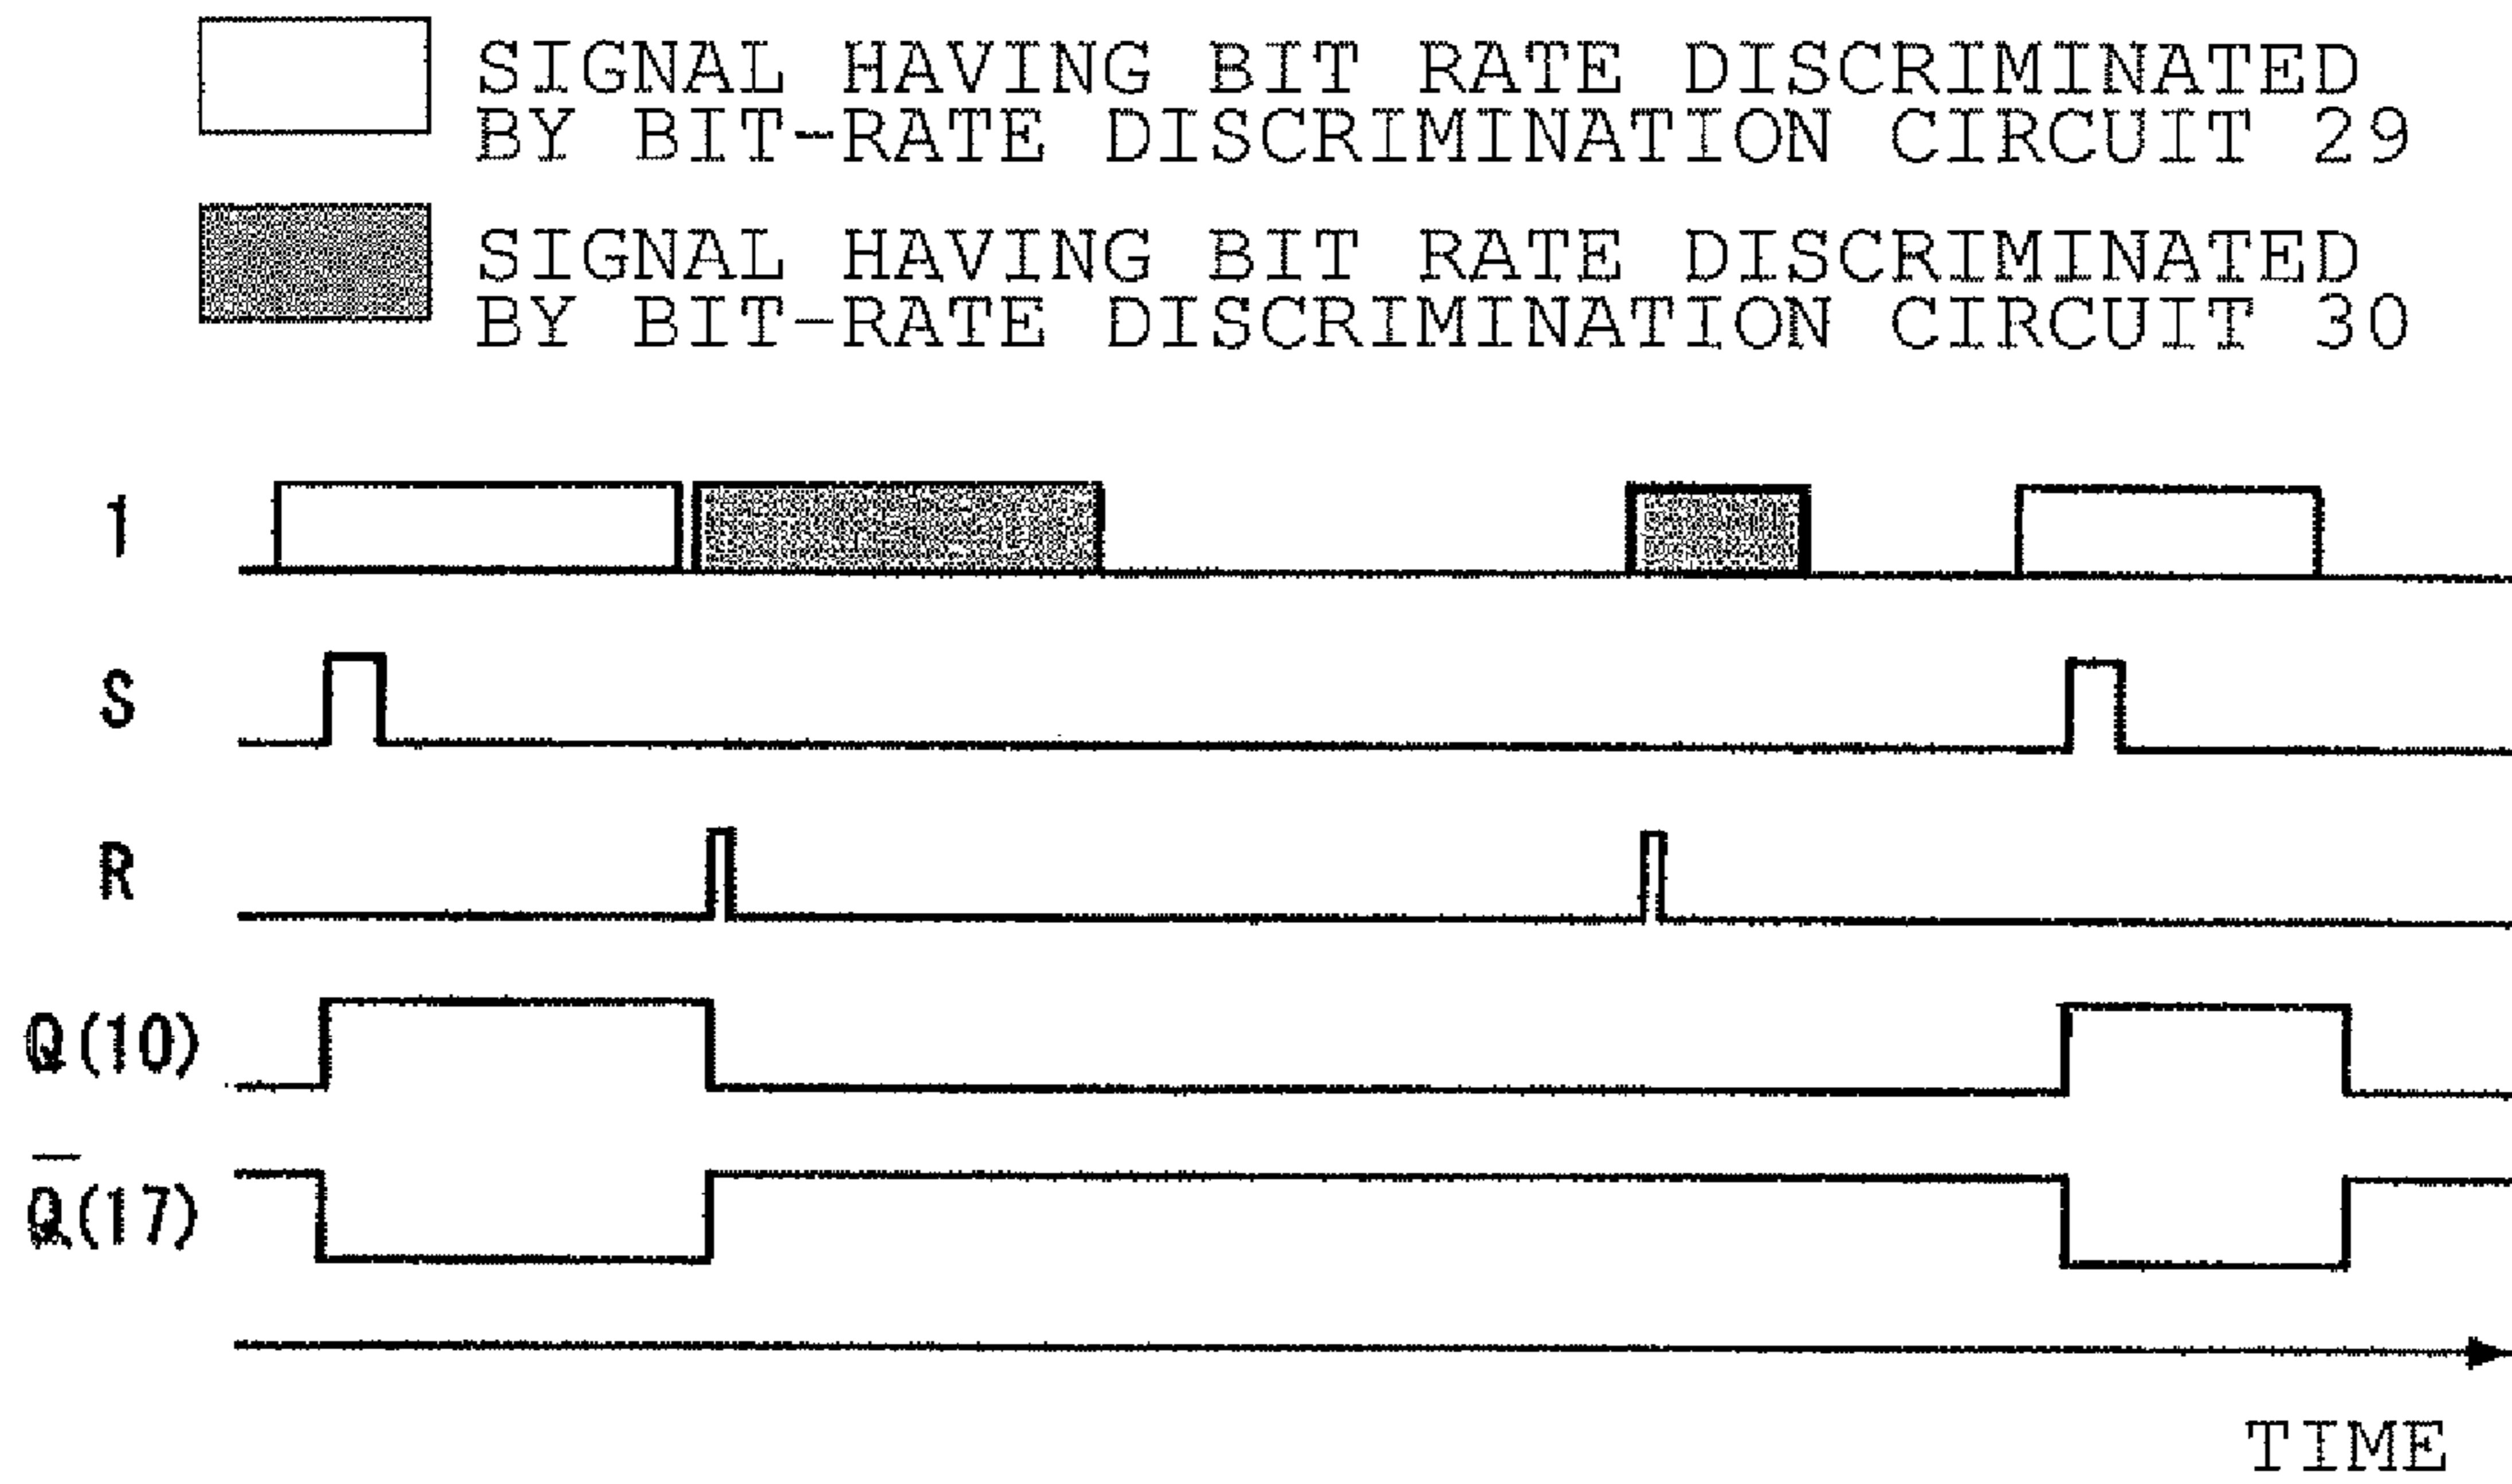 SIGNAL HAVING BIT RATE DISCRIMINATED
BY BIT-RATE DISCRIMINATION CIRCUIT 29
SIGNAL HAVING BIT RATE DISCRIMINATED
BY BIT-RATE DISCRIMINATION CIRCUIT 30
1
S
R
Q(10)
Q̅(17)
TIME